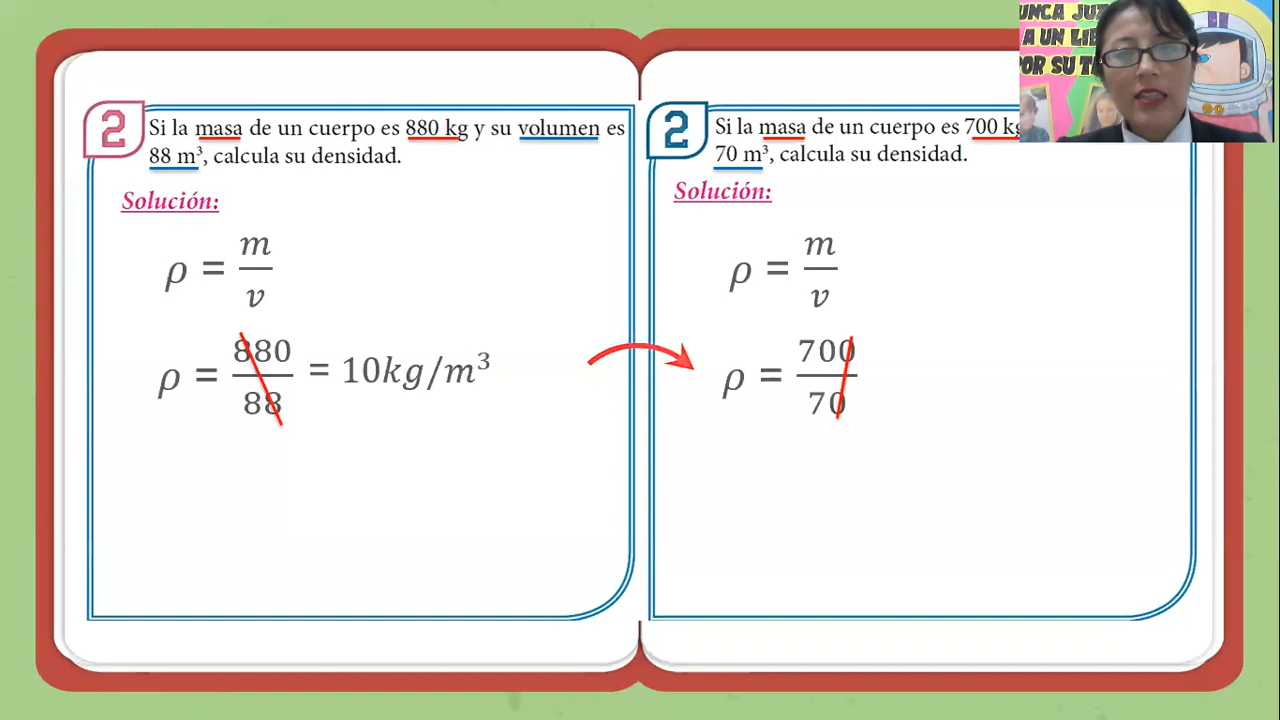 UNCA JUZ
A UN LIB
POR SU T
2
Si la masa de un cuerpo es 880 kg y su volumen es
88 m³, calcula su densidad.
Solución:
ρ = m/v
ρ = 880/88 = 10kg/m³
2
Si la masa de un cuerpo es 700 kg
70 m³, calcula su densidad.
Solución:
ρ = m/v
ρ = 700/70